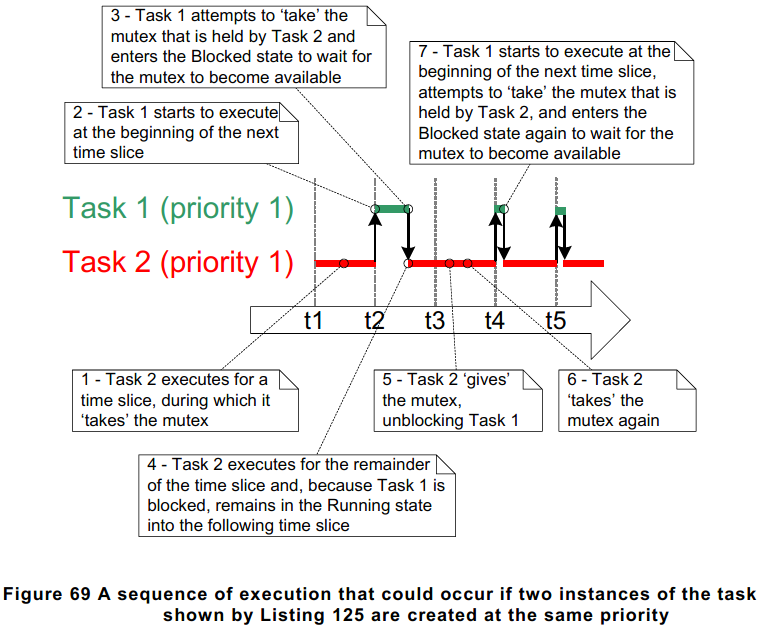 3 - Task 1 attempts to ‘take’ the
mutex that is held by Task 2 and
enters the Blocked state to wait for
the mutex to become available
7 - Task 1 starts to execute at the
beginning of the next time slice,
attempts to ‘take’ the mutex that is
held by Task 2, and enters the
Blocked state again to wait for the
mutex to become available
2 - Task 1 starts to execute
at the beginning of the next
time slice
Task 1 (priority 1)
Task 2 (priority 1)
t1 t2 t3 t4 t5
1 - Task 2 executes for a
time slice, during which it
‘takes’ the mutex
5 - Task 2 ‘gives’
the mutex,
unblocking Task 1
6 - Task 2
‘takes’ the
mutex again
4 - Task 2 executes for the remainder
of the time slice and, because Task 1 is
blocked, remains in the Running state
into the following time slice
Figure 69 A sequence of execution that could occur if two instances of the task
shown by Listing 125 are created at the same priority